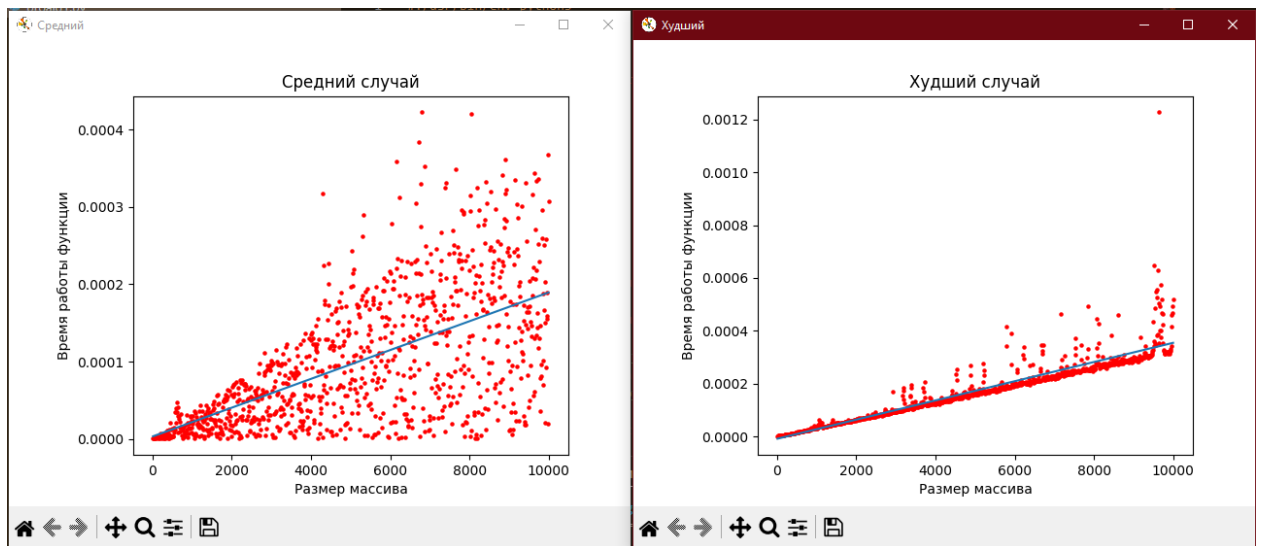 Средний
Средний случай
Время работы функции
0.0004
0.0003
0.0002
0.0001
0.0000
0 2000 4000 6000 8000 10000
Размер массива
Худший
Худший случай
Время работы функции
0.0012
0.0010
0.0008
0.0006
0.0004
0.0002
0.0000
0 2000 4000 6000 8000 10000
Размер массива